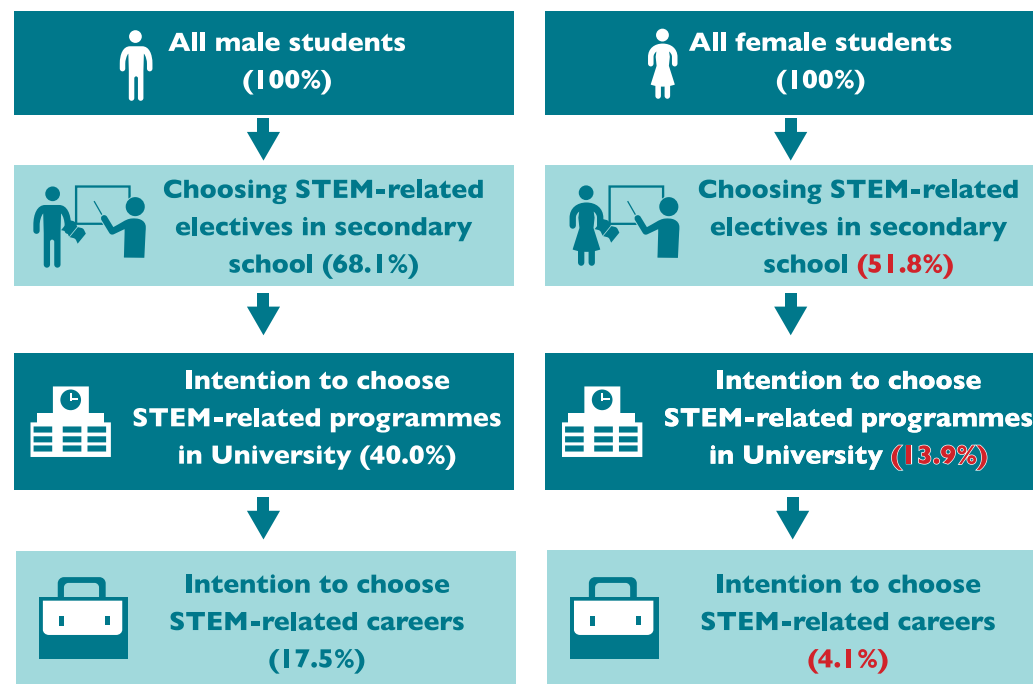 All male students
(100%)
Choosing STEM-related
electives in secondary
school (68.1%)
Intention to choose
STEM-related programmes
in University (40.0%)
Intention to choose
STEM-related careers
(17.5%)
All female students
(100%)
Choosing STEM-related
electives in secondary
school (51.8%)
Intention to choose
STEM-related programmes
in University (13.9%)
Intention to choose
STEM-related careers
(4.1%)